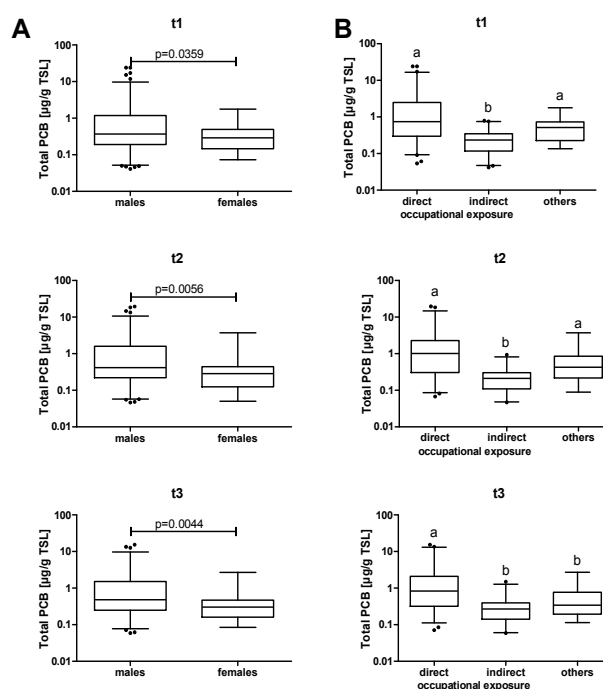 A
t1
Total PCB [µg/g TSL]
100
10
1
0.1
0.01
p=0.0359
males
females
B
t1
Total PCB [µg/g TSL]
100
10
1
0.1
0.01
a
b
a
direct
indirect
others
occupational exposure
t2
Total PCB [µg/g TSL]
100
10
1
0.1
0.01
p=0.0056
males
females
t2
Total PCB [µg/g TSL]
100
10
1
0.1
0.01
a
b
a
direct
indirect
others
occupational exposure
t3
Total PCB [µg/g TSL]
100
10
1
0.1
0.01
p=0.0044
males
females
t3
Total PCB [µg/g TSL]
100
10
1
0.1
0.01
a
b
b
direct
indirect
others
occupational exposure